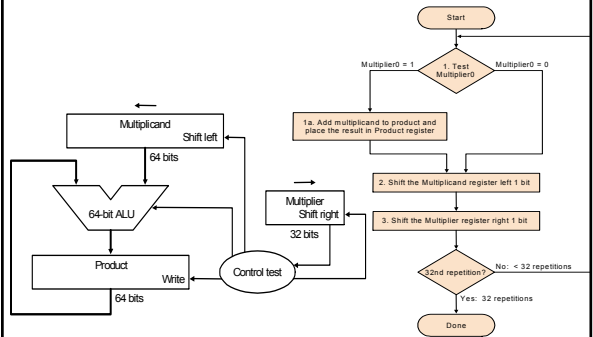 Multiplicand
Shift left
64 bits
64-bit ALU
Product
Write
64 bits
Multiplier
Shift right
32 bits
Control test
Start
Multiplier0 = 1
1. Test
Multiplier0
Multiplier0 = 0
1a. Add multiplicand to product and
place the result in Product register
2. Shift the Multiplicand register left 1 bit
3. Shift the Multiplier register right 1 bit
32nd repetition?
No: < 32 repetitions
Yes: 32 repetitions
Done